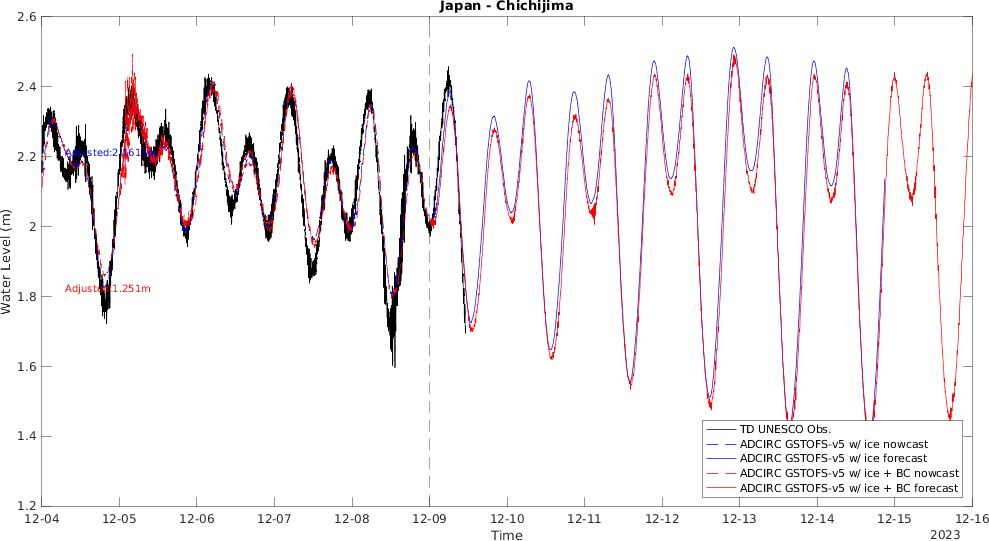 Japan - Chichijima
2.6
2.4
2.2
2
1.8
1.6
1.4
1.2
Water Level (m)
Adjusted:1.251m
TD UNESCO Obs.
ADCIRC GSTOFS-v5 w/ ice nowcast
ADCIRC GSTOFS-v5 w/ ice forecast
ADCIRC GSTOFS-v5 w/ ice + BC nowcast
ADCIRC GSTOFS-v5 w/ ice + BC forecast
12-04 12-05 12-06 12-07 12-08 12-09 12-10 12-11 12-12 12-13 12-14 12-15 12-16
Time
2023